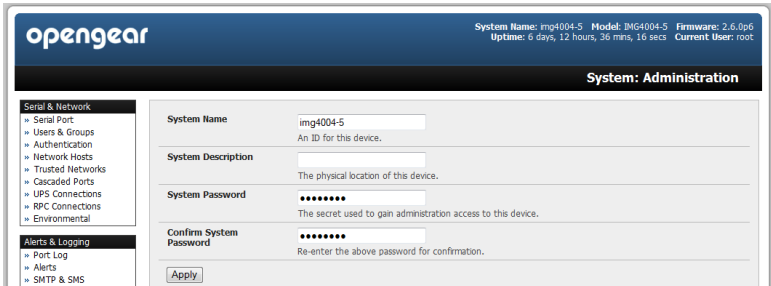 opengear
System Name: img4004-5 Model: IMG4004-5 Firmware: 2.6.0p6
Uptime: 6 days, 12 hours, 36 mins, 16 secs Current User: root
System: Administration
Serial & Network
» Serial Port
» Users & Groups
» Authentication
» Network Hosts
» Trusted Networks
» Cascaded Ports
» UPS Connections
» RPC Connections
» Environmental
Alerts & Logging
» Port Log
» Alerts
» SMTP & SMS
System Name
img4004-5
An ID for this device.
System Description
The physical location of this device.
System Password
••••••••
The secret used to gain administration access to this device.
Confirm System
Password
••••••••
Re-enter the above password for confirmation.
Apply